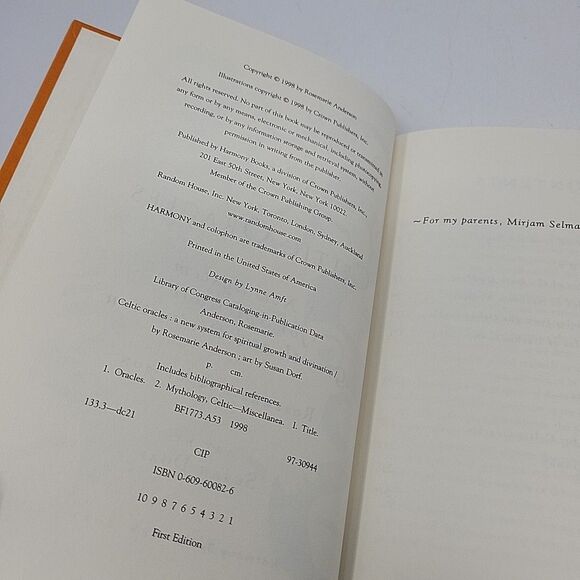 Copyright © 1998 by Rosemarie Anderson
Illustrations copyright © 1998 by Crown Publishers, Inc.
All rights reserved. No part of this book may be reproduced or transmitted in
any form or by any means, electronic or mechanical, including photocopying,
recording, or by any information storage and retrieval system, without
permission in writing from the publisher.
Published by Harmony Books, a division of Crown Publishers, Inc.,
201 East 50th Street, New York, New York 10022.
Member of the Crown Publishing Group.
Random House, Inc. New York, Toronto, London, Sydney, Auckland
www.randomhouse.com
HARMONY and colophon are trademarks of Crown Publishers, Inc.
Printed in the United States of America
Design by Lynne Amft
Library of Congress Cataloging-in-Publication Data
Anderson, Rosemarie.
Celtic oracles : a new system for spiritual growth and divination /
by Rosemarie Anderson ; art by Susan Dorf.
p. cm.
Includes bibliographical references.
1. Oracles. 2. Mythology, Celtic—Miscellanea. I. Title.
BF1773.A53 1998
133.3—dc21 97-30944
CIP
ISBN 0-609-60082-6
10 9 8 7 6 5 4 3 2 1
First Edition
~For my parents, Mirjam Selma